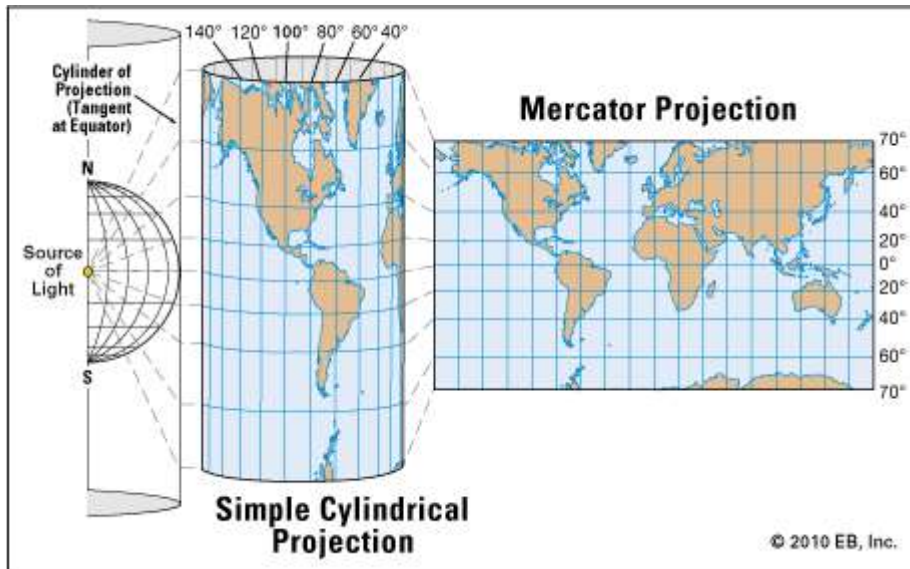 140° 120° 100° 80° 60° 40°
Cylinder of
Projection
(Tangent
at Equator)
N
Source
of
Light
S
Simple Cylindrical
Projection
Mercator Projection
70°
60°
40°
20°
0°
20°
40°
60°
70°
© 2010 EB, Inc.